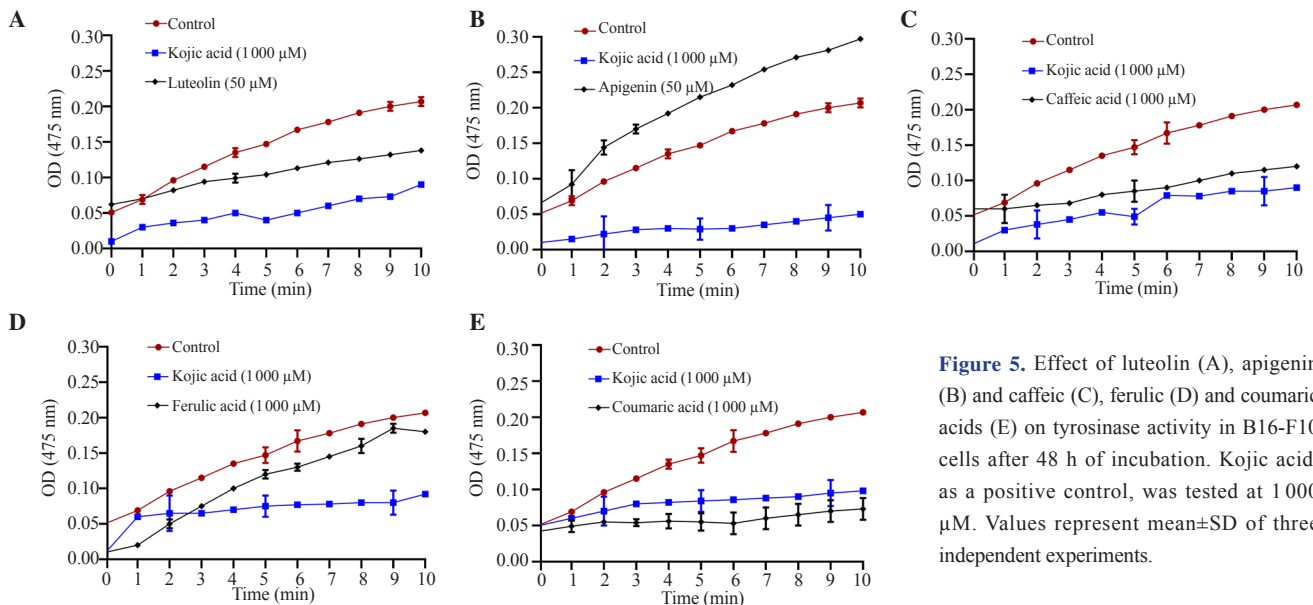 A
Control
Kojic acid (1 000 µM)
Luteolin (50 µM)
OD (475 nm)
0.30
0.25
0.20
0.15
0.10
0.05
0.00
0 1 2 3 4 5 6 7 8 9 10
Time (min)
B
Control
Kojic acid (1 000 µM)
Apigenin (50 µM)
OD (475 nm)
0.30
0.25
0.20
0.15
0.10
0.05
0.00
0 1 2 3 4 5 6 7 8 9 10
Time (min)
C
Control
Kojic acid (1 000 µM)
Caffeic acid (1 000 µM)
OD (475 nm)
0.30
0.25
0.20
0.15
0.10
0.05
0.00
0 1 2 3 4 5 6 7 8 9 10
Time (min)
D
Control
Kojic acid (1 000 µM)
Ferulic acid (1 000 µM)
OD (475 nm)
0.30
0.25
0.20
0.15
0.10
0.05
0.00
0 1 2 3 4 5 6 7 8 9 10
Time (min)
E
Control
Kojic acid (1 000 µM)
Coumaric acid (1 000 µM)
OD (475 nm)
0.30
0.25
0.20
0.15
0.10
0.05
0.00
0 1 2 3 4 5 6 7 8 9 10
Time (min)
Figure 5. Effect of luteolin (A), apigenin
(B) and caffeic (C), ferulic (D) and coumaric
acids (E) on tyrosinase activity in B16-F10
cells after 48 h of incubation. Kojic acid,
as a positive control, was tested at 1 000
µM. Values represent mean±SD of three
independent experiments.